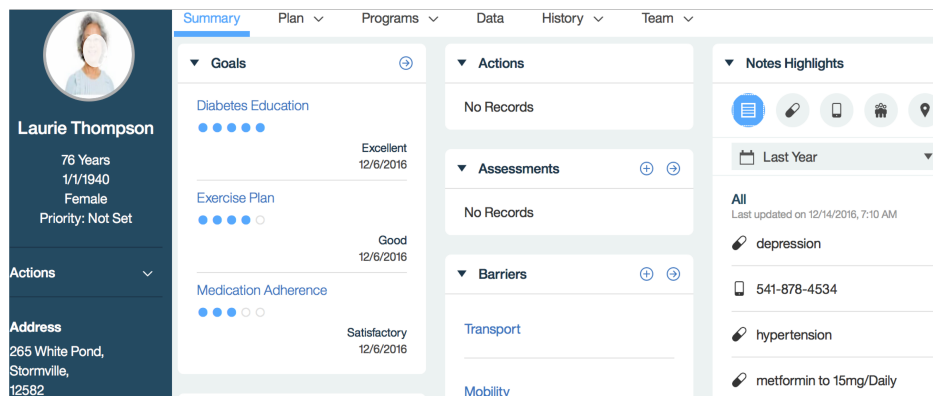 Summary
Plan
Programs
Data
History
Team
Laurie Thompson
76 Years
1/1/1940
Female
Priority: Not Set
Actions
Address
265 White Pond,
Stormville,
12582
Goals
Diabetes Education
Excellent
12/6/2016
Exercise Plan
Good
12/6/2016
Medication Adherence
Satisfactory
12/6/2016
Actions
No Records
Assessments
No Records
Barriers
Transport
Mobility
Notes Highlights
Last Year
All
Last updated on 12/14/2016, 7:10 AM
depression
541-878-4534
hypertension
metformin to 15mg/Daily